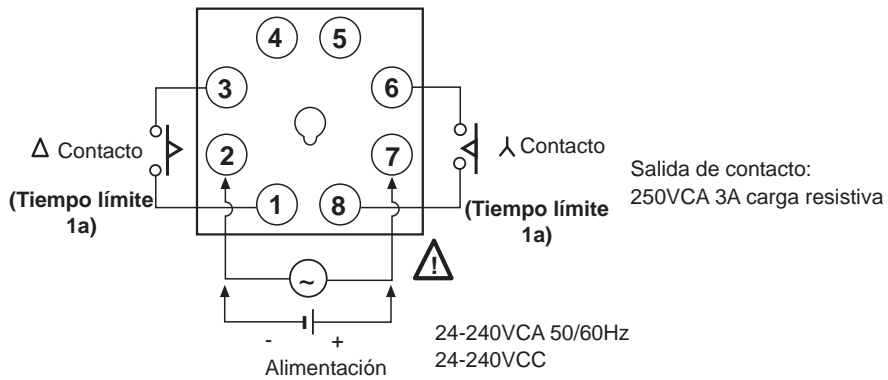 4 5
3 6
Δ Contacto
2 7
⅄ Contacto
(Tiempo límite
1a)
1 8
(Tiempo límite
1a)
Salida de contacto:
250VCA 3A carga resistiva
~
!
- +
Alimentación
24-240VCA 50/60Hz
24-240VCC